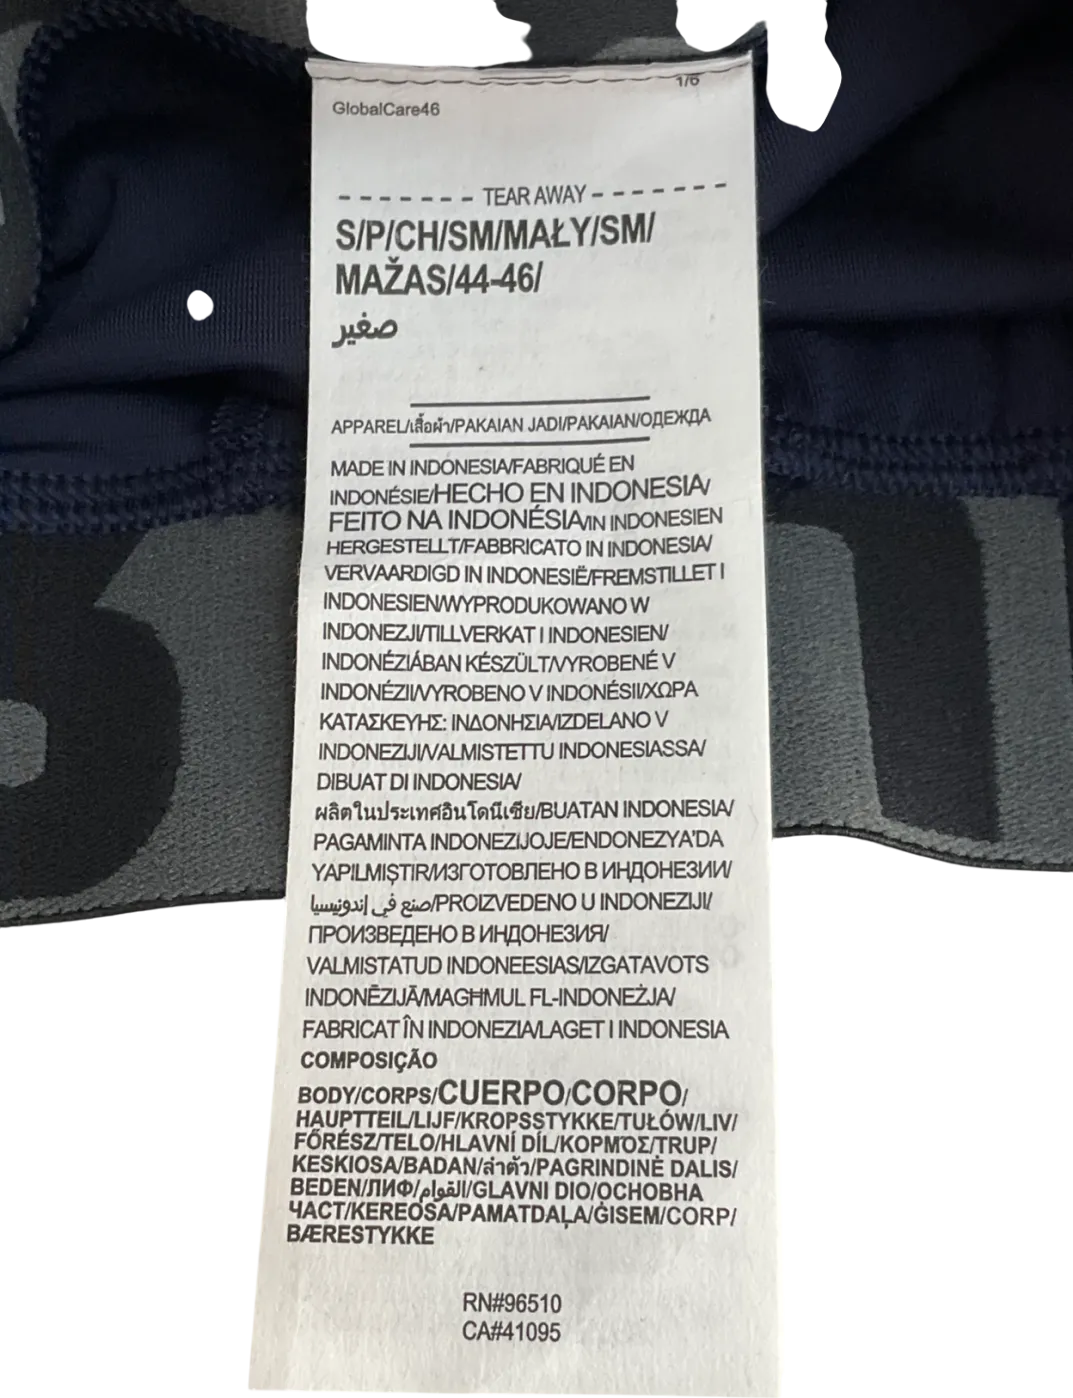 1/6
GlobalCare46
- - - - - - - TEAR AWAY - - - - - - -
S/P/CH/SM/MAŁY/SM/
MAŽAS/44-46/
صغير
APPAREL/เสื้อผ้า/PAKAIAN JADI/PAKAIAN/ОДЕЖДА
MADE IN INDONESIA/FABRIQUÉ EN
INDONÉSIE/HECHO EN INDONESIA/
FEITO NA INDONÉSIA/IN INDONESIEN
HERGESTELLT/FABBRICATO IN INDONESIA/
VERVAARDIGD IN INDONESIË/FREMSTILLET I
INDONESIEN/WYPRODUKOWANO W
INDONEZJI/TILLVERKAT I INDONESIEN/
INDONÉZIÁBAN KÉSZÜLT/VYROBENÉ V
INDONÉZII/VYROBENO V INDONÉSII/ΧΩΡΑ
ΚΑΤΑΣΚΕΥΗΣ: ΙΝΔΟΝΗΣΙΑ/IZDELANO V
INDONEZIJI/VALMISTETTU INDONESIASSA/
DIBUAT DI INDONESIA/
ผลิตในประเทศอินโดนีเซีย/BUATAN INDONESIA/
PAGAMINTA INDONEZIJOJE/ENDONEZYA'DA
YAPILMIŞTIR/ИЗГОТОВЛЕНО В ИНДОНЕЗИИ/
صنع في إندونيسيا/PROIZVEDENO U INDONEZIJI/
ПРОИЗВЕДЕНО В ИНДОНЕЗИЯ/
VALMISTATUD INDONEESIAS/IZGATAVOTS
INDONĒZIJĀ/MAGĦMUL FL-INDONEŻJA/
FABRICAT ÎN INDONEZIA/LAGET I INDONESIA
COMPOSIÇÃO
BODY/CORPS/CUERPO/CORPO/
HAUPTTEIL/LIJF/KROPSSTYKKE/TUŁÓW/LIV/
FŐRÉSZ/TELO/HLAVNÍ DÍL/ΚΟΡΜΌΣ/TRUP/
KESKIOSA/BADAN/ลำตัว/PAGRINDINĖ DALIS/
BEDEN/ЛИФ/القوام/GLAVNI DIO/ОСНОВНА
ЧАСТ/KEREOSA/PAMATDAĻA/ĠISEM/CORP/
BÆRESTYKKE
RN#96510
CA#41095